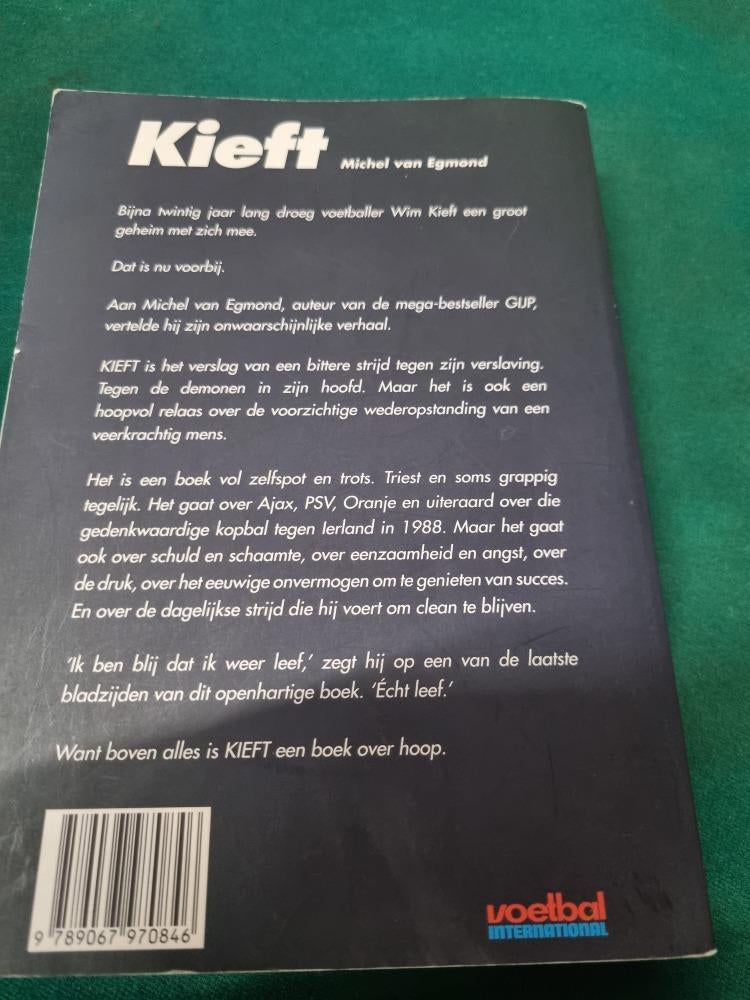 Kieft Michel van Egmond
Bijna twintig jaar lang droeg voetballer Wim Kieft een groot
geheim met zich mee.
Dat is nu voorbij.
Aan Michel van Egmond, auteur van de mega-bestseller GIJP,
vertelde hij zijn onwaarschijnlijke verhaal.
KIEFT is het verslag van een bittere strijd tegen zijn verslaving.
Tegen de demonen in zijn hoofd. Maar het is ook een
hoopvol relaas over de voorzichtige wederopstanding van een
veerkrachtig mens.
Het is een boek vol zelfspot en trots. Triest en soms grappig
tegelijk. Het gaat over Ajax, PSV, Oranje en uiteraard over die
gedenkwaardige kopbal tegen Ierland in 1988. Maar het gaat
ook over schuld en schaamte, over eenzaamheid en angst, over
de druk, over het eeuwige onvermogen om te genieten van succes.
En over de dagelijkse strijd die hij voert om clean te blijven.
‘Ik ben blij dat ik weer leef,’ zegt hij op een van de laatste
bladzijden van dit openhartige boek. ‘Écht leef.’
Want boven alles is KIEFT een boek over hoop.
9 789067 970846
voetbal
INTERNATIONAL